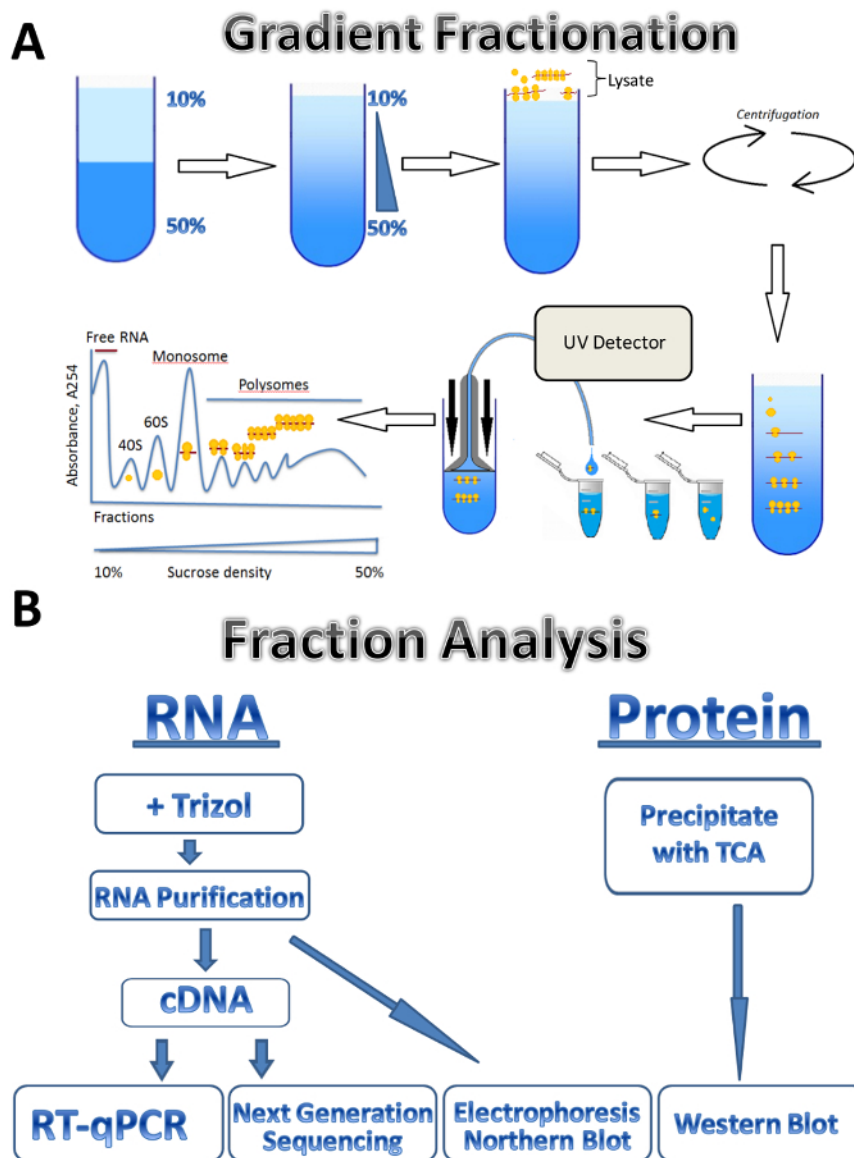 A
Gradient Fractionation
10%
50%
10%
50%
Lysate
Centrifugation
UV Detector
Free RNA
Monosome
Polysomes
60S
40S
Absorbance, A254
Fractions
10%
Sucrose density
50%
B
Fraction Analysis
RNA
Protein
+ Trizol
Precipitate
with TCA
RNA Purification
cDNA
RT-qPCR
Next Generation
Sequencing
Electrophoresis
Northern Blot
Western Blot